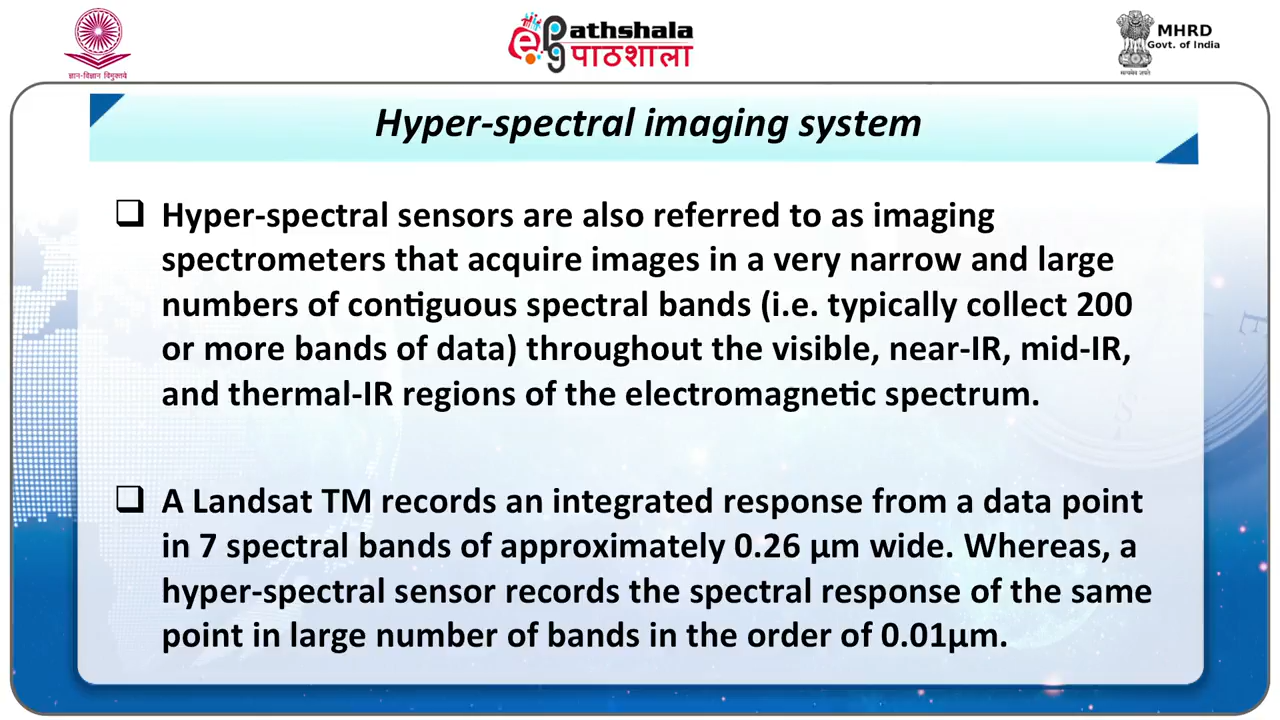 ज्ञान-विज्ञान विमुक्तये
Pathshala
पाठशाला
MHRD
Govt. of India
सत्यमेव जयते
Hyper-spectral imaging system
❑ Hyper-spectral sensors are also referred to as imaging
spectrometers that acquire images in a very narrow and large
numbers of contiguous spectral bands (i.e. typically collect 200
or more bands of data) throughout the visible, near-IR, mid-IR,
and thermal-IR regions of the electromagnetic spectrum.
❑ A Landsat TM records an integrated response from a data point
in 7 spectral bands of approximately 0.26 µm wide. Whereas, a
hyper-spectral sensor records the spectral response of the same
point in large number of bands in the order of 0.01µm.